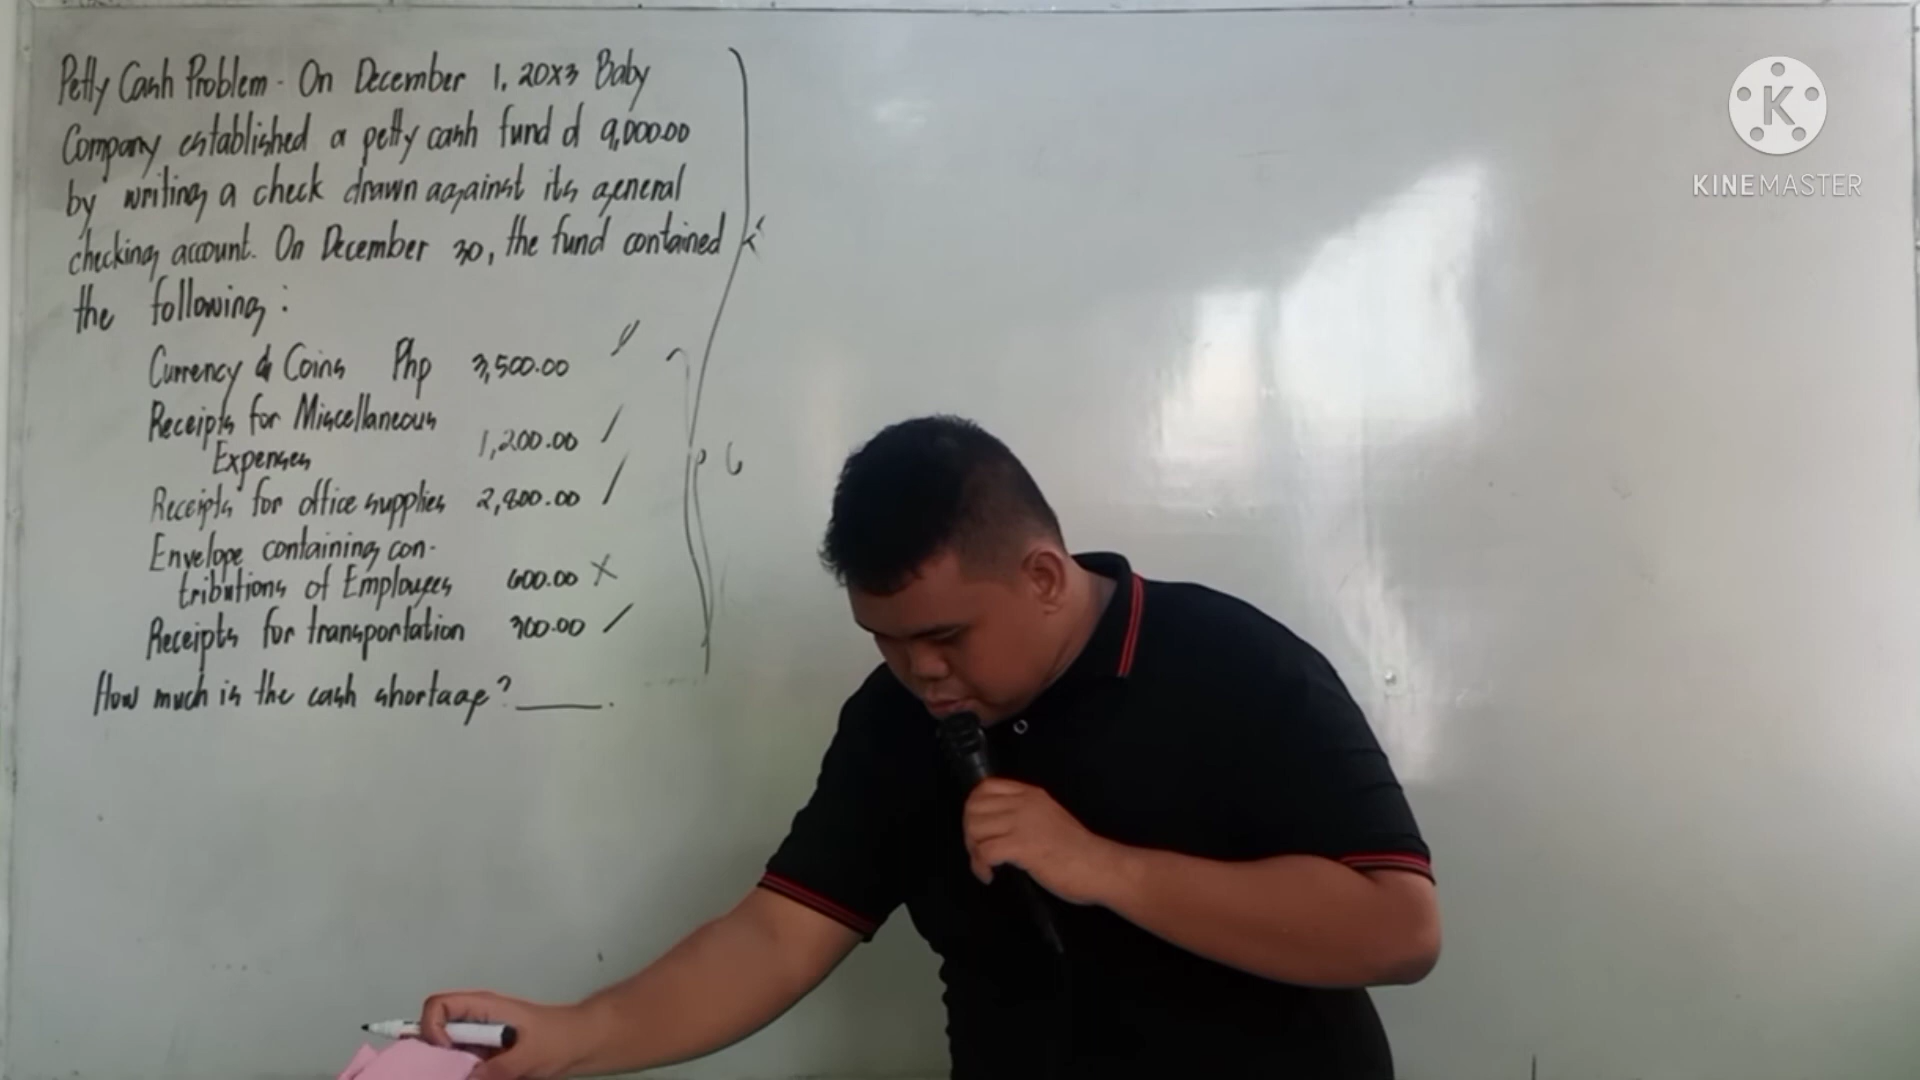 Petty Cash Problem - On December 1, 20x3 Baby
Company established a petty cash fund of 9,000.00
by writing a check drawn against its general
checking account. On December 30, the fund contained
the following:
Currency & Coins Php 3,500.00
Receipts for Miscellaneous
Expenses 1,200.00
Receipts for office supplies 2,800.00
Envelope containing con-
tributions of Employees 600.00 x
Receipts for transportation 300.00
How much is the cash shortage? ______.
K
KINEMASTER